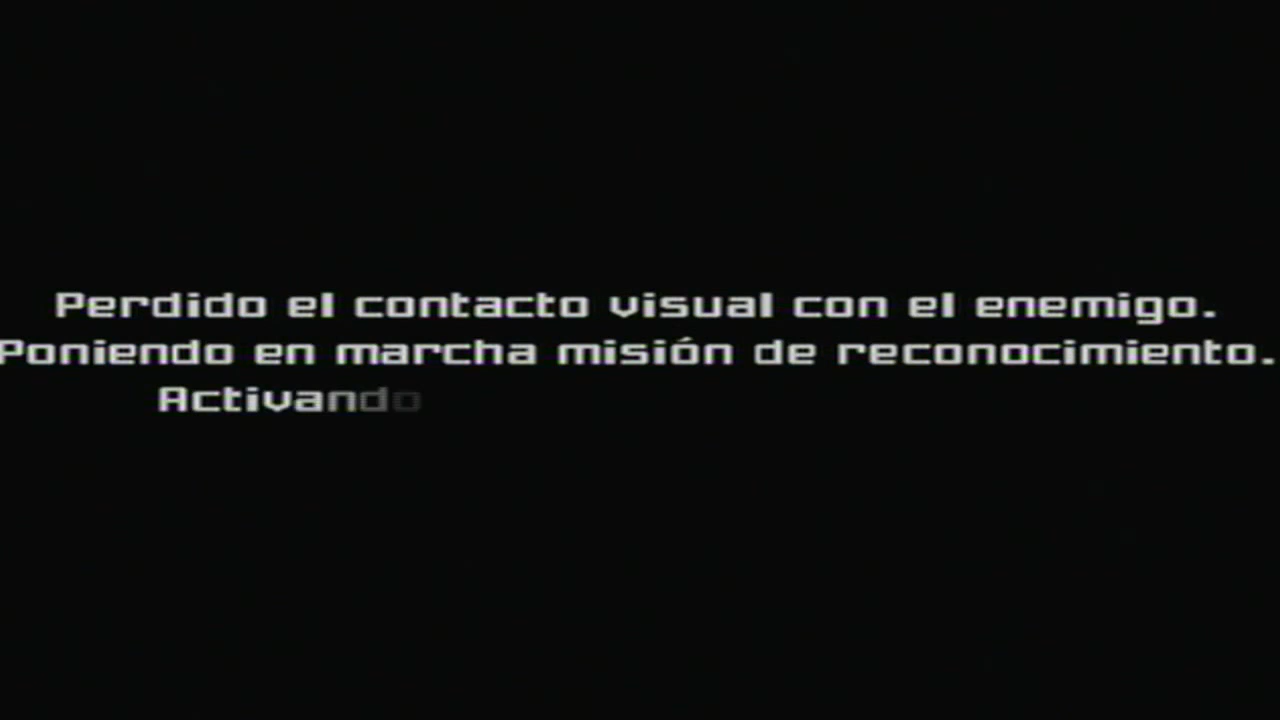 Perdido el contacto visual con el enemigo.
Poniendo en marcha misión de reconocimiento.
Activando